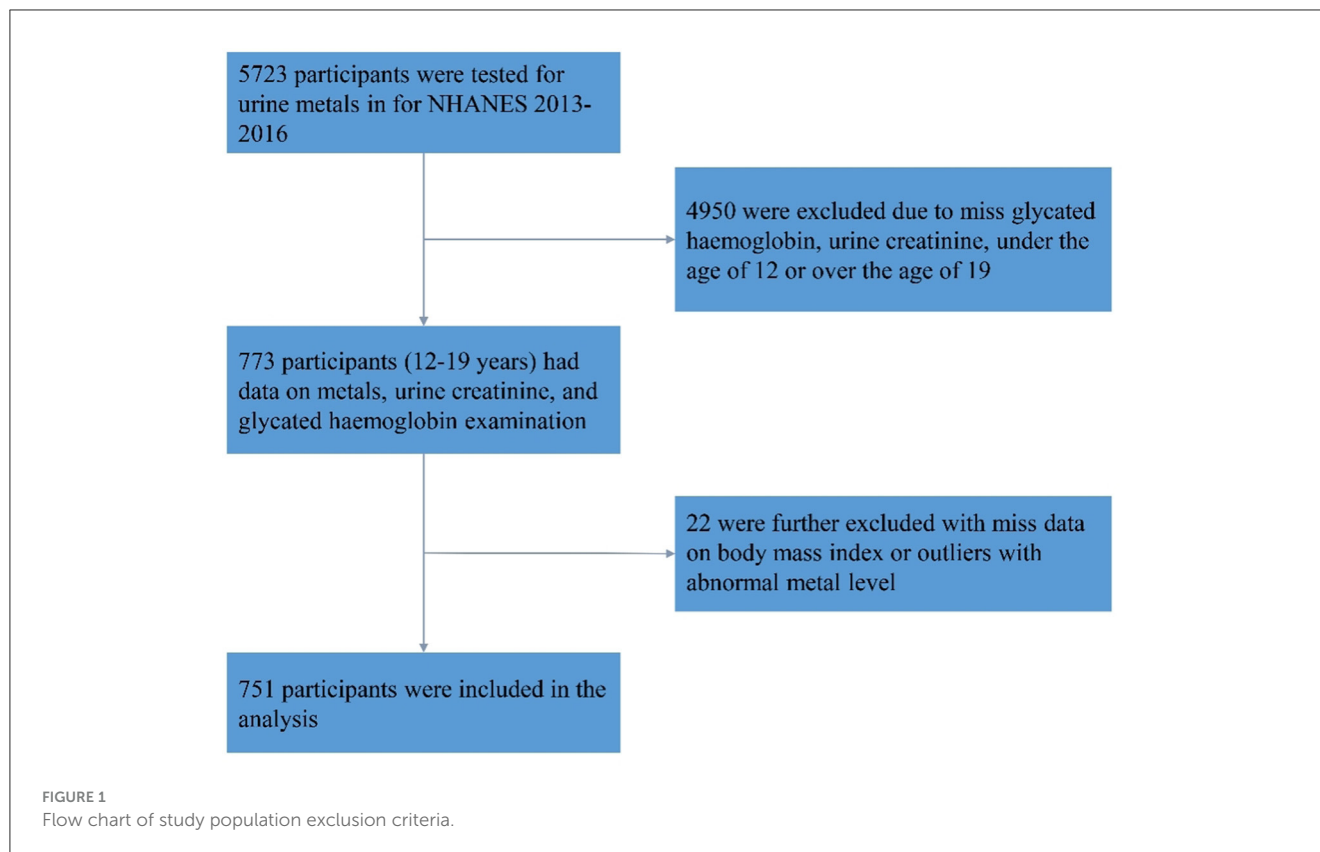 5723 participants were tested for
urine metals in for NHANES 2013-
2016
4950 were excluded due to miss glycated
haemoglobin, urine creatinine, under the
age of 12 or over the age of 19
773 participants (12-19 years) had
data on metals, urine creatinine, and
glycated haemoglobin examination
22 were further excluded with miss data
on body mass index or outliers with
abnormal metal level
751 participants were included in the
analysis
FIGURE 1
Flow chart of study population exclusion criteria.